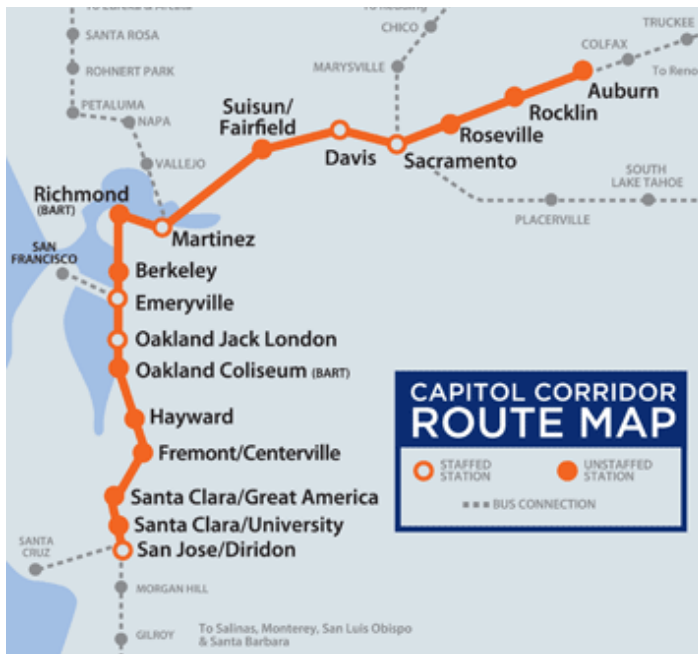 To Redding
CHICO
TRUCKEE
COLFAX
SANTA ROSA
MARYSVILLE
To Reno
ROHNERT PARK
Auburn
Rocklin
PETALUMA
Suisun/
Fairfield
NAPA
Roseville
Davis
Sacramento
VALLEJO
SOUTH
LAKE TAHOE
Richmond
(BART)
PLACERVILLE
Martinez
SAN
FRANCISCO
Berkeley
Emeryville
Oakland Jack London
Oakland Coliseum (BART)
CAPITOL CORRIDOR
ROUTE MAP
Hayward
Fremont/Centerville
STAFFED
STATION
UNSTAFFED
STATION
Santa Clara/Great America
BUS CONNECTION
Santa Clara/University
SANTA
CRUZ
San Jose/Diridon
MORGAN HILL
GILROY
To Salinas, Monterey, San Luis Obispo
& Santa Barbara